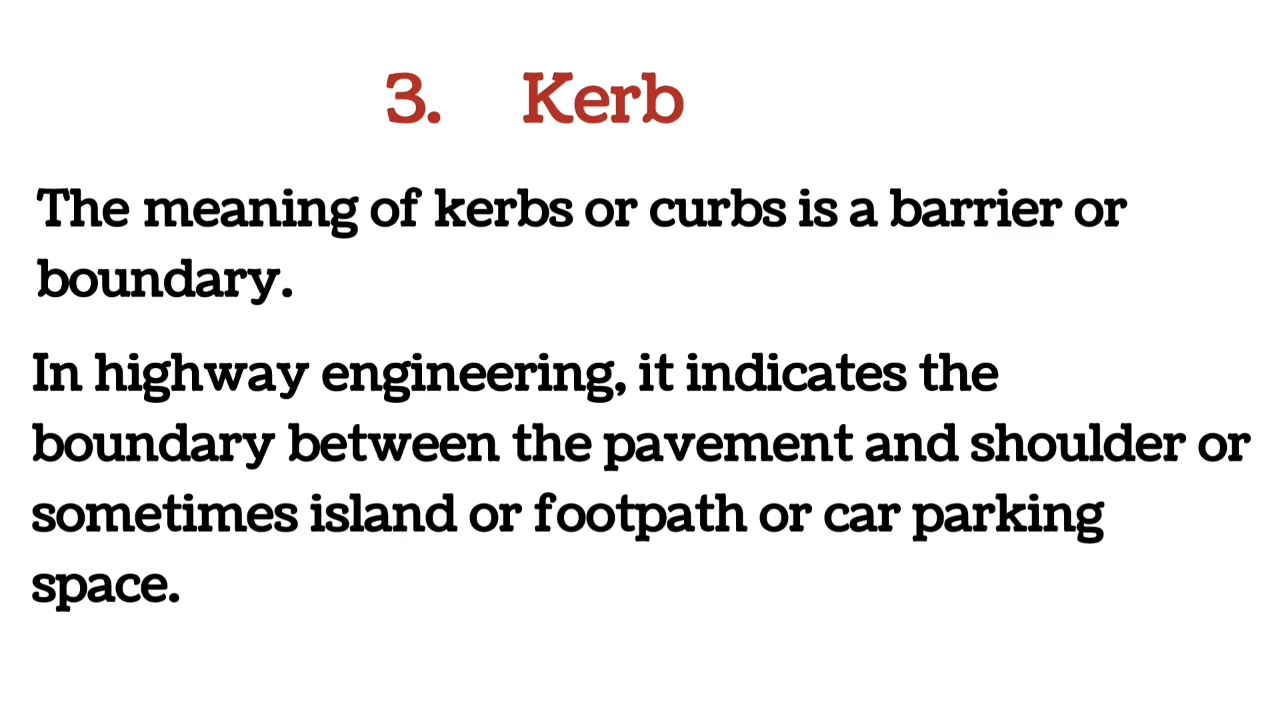 3. Kerb
The meaning of kerbs or curbs is a barrier or
boundary.
In highway engineering, it indicates the
boundary between the pavement and shoulder or
sometimes island or footpath or car parking
space.